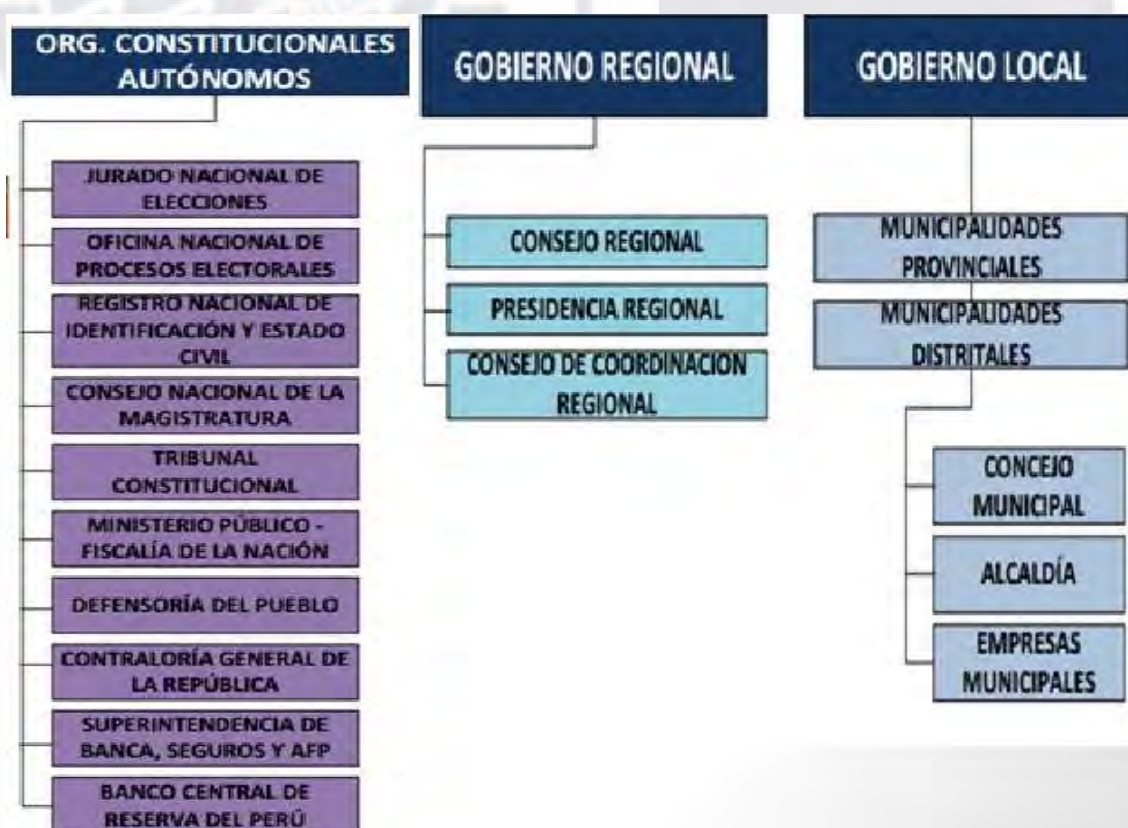 ORG. CONSTITUCIONALES
AUTÓNOMOS
JURADO NACIONAL DE
ELECCIONES
OFICINA NACIONAL DE
PROCESOS ELECTORALES
REGISTRO NACIONAL DE
IDENTIFICACIÓN Y ESTADO
CIVIL
CONSEJO NACIONAL DE LA
MAGISTRATURA
TRIBUNAL
CONSTITUCIONAL
MINISTERIO PÚBLICO -
FISCALÍA DE LA NACIÓN
DEFENSORÍA DEL PUEBLO
CONTRALORÍA GENERAL DE
LA REPÚBLICA
SUPERINTENDENCIA DE
BANCA, SEGUROS Y AFP
BANCO CENTRAL DE
RESERVA DEL PERÚ
GOBIERNO REGIONAL
CONSEJO REGIONAL
PRESIDENCIA REGIONAL
CONSEJO DE COORDINACION
REGIONAL
GOBIERNO LOCAL
MUNICIPALIDADES
PROVINCIALES
MUNICIPALIDADES
DISTRITALES
CONCEJO
MUNICIPAL
ALCALDÍA
EMPRESAS
MUNICIPALES